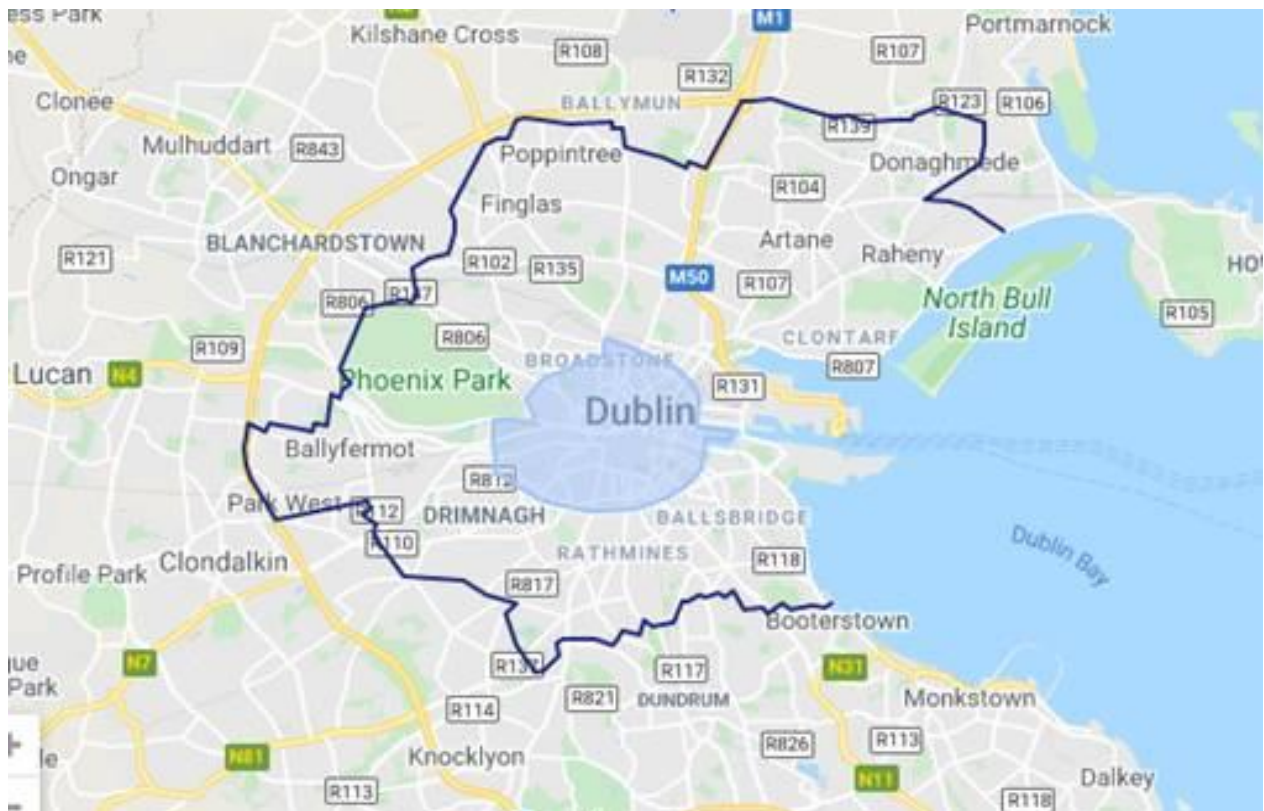 ess Park
Kilshane Cross
M1
Portmarnock
R108
R107
R132
ne
Clonee
BALLYMUN
R123
R106
Mulhuddart
R843
R139
Poppintree
Donaghmede
Ongar
R104
Finglas
BLANCHARDSTOWN
Artane
Raheny
R121
R102
R135
M50
R107
HO
R806
R147
North Bull
Island
R105
R806
CLONTARF
R109
BROADSTONE
R807
Lucan
N4
Phoenix Park
R131
Dublin
Ballyfermot
R812
Park West
R112
DRIMNAGH
BALLSBRIDGE
R110
RATHMINES
Dublin Bay
Clondalkin
R118
Profile Park
R817
Booterstown
gue
Park
N7
R137
R117
N31
R821
DUNDRUM
Monkstown
R114
R826
R113
Knocklyon
N81
le
Dalkey
R113
N11
R118